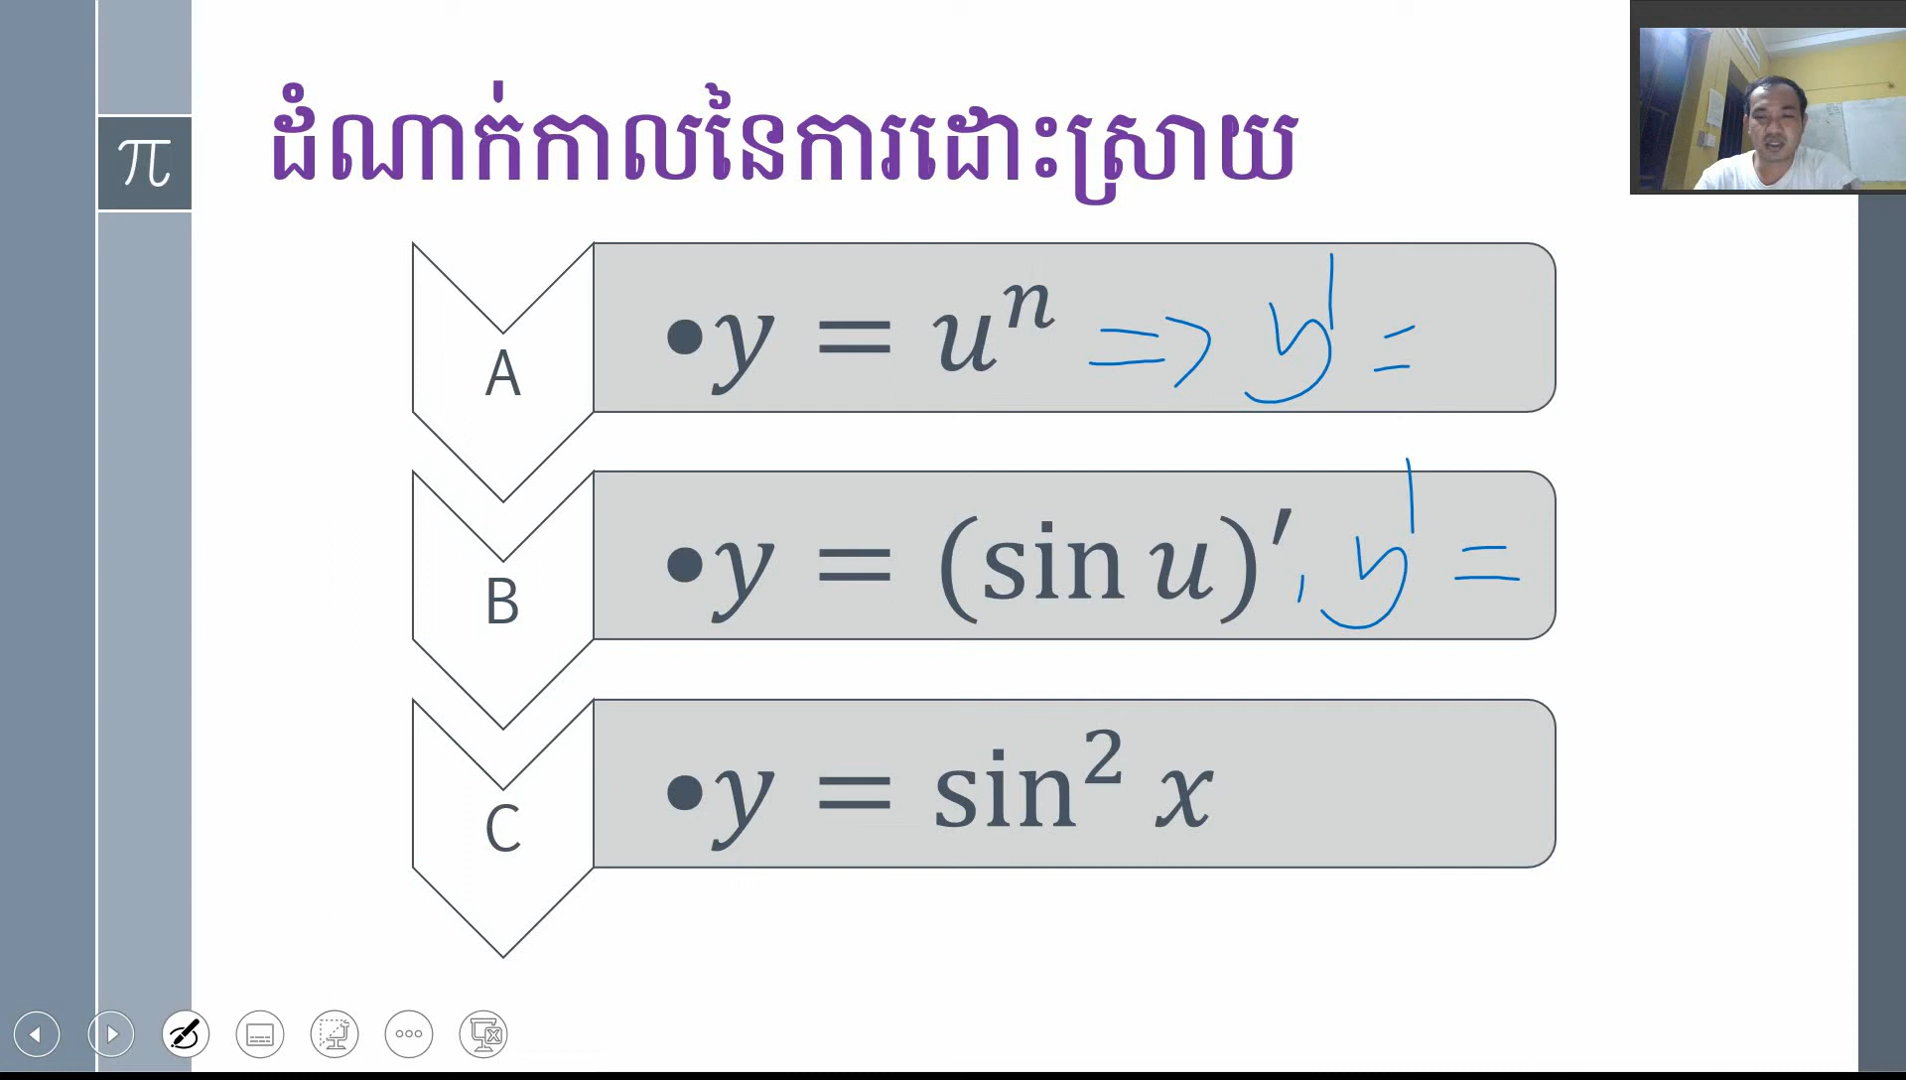 π
ដំណាក់កាលនៃការដោះស្រាយ
A
•y = uⁿ => y' =
B
•y = (sin u)′, y' =
C
•y = sin² x